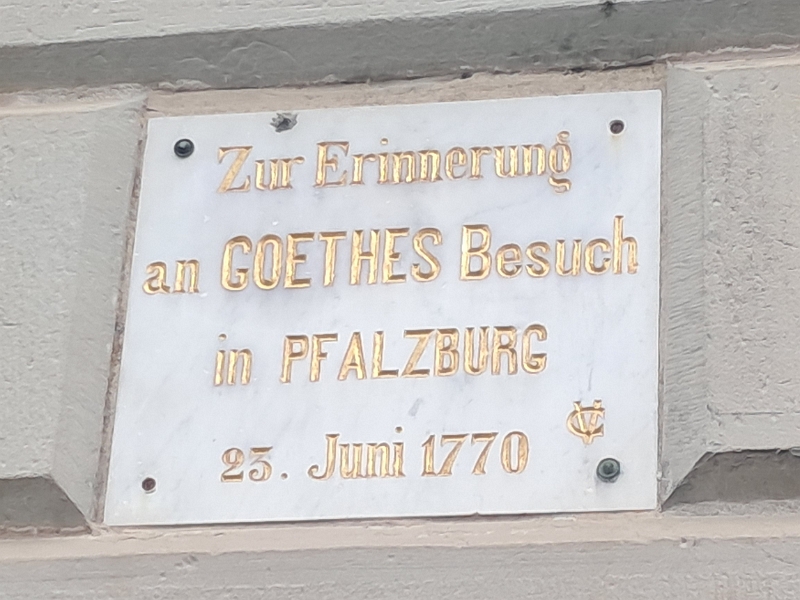 Zur Erinnerung
an GOETHES Besuch
in PFALZBURG
23. Juni 1770